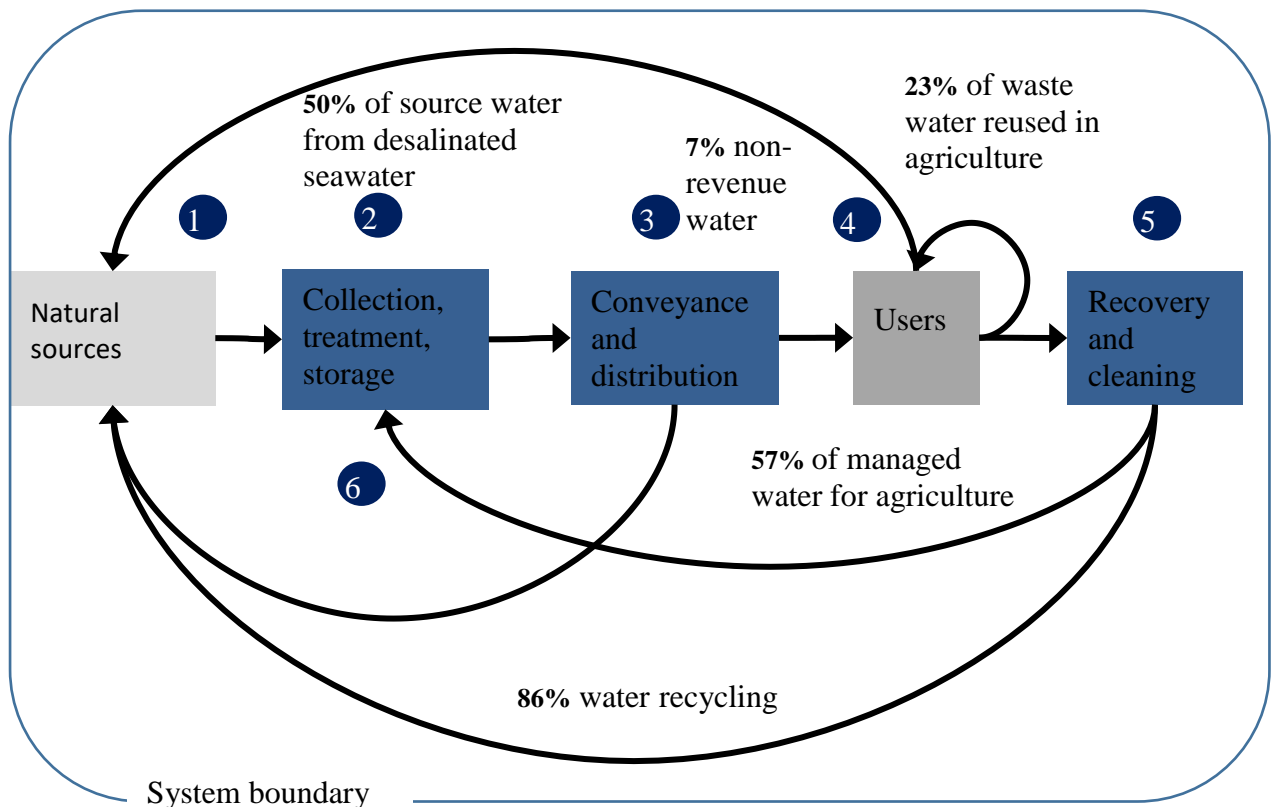 50% of source water
from desalinated
seawater
7% non-
revenue
water
23% of waste
water reused in
agriculture
1
2
3
4
5
Natural
sources
Collection,
treatment,
storage
Conveyance
and
distribution
Users
Recovery
and
cleaning
6
57% of managed
water for agriculture
86% water recycling
System boundary